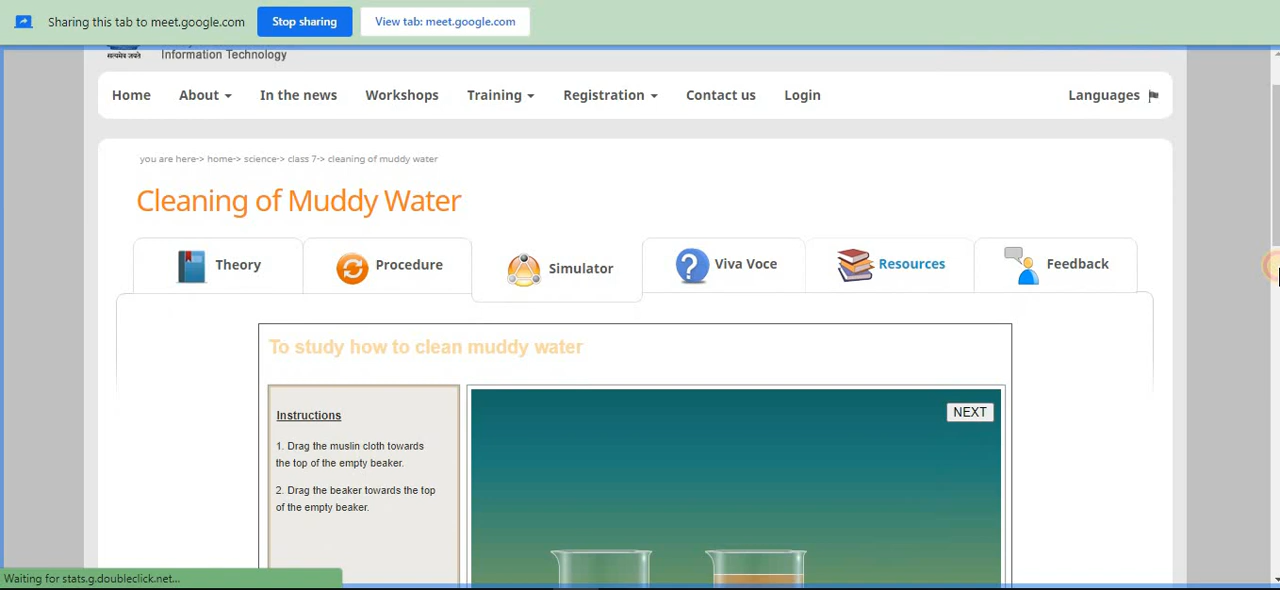 Sharing this tab to meet.google.com Stop sharing View tab: meet.google.com
सत्यमेव जयते Information Technology
Home About In the news Workshops Training Registration Contact us Login Languages
you are here-> home-> science-> class 7-> cleaning of muddy water
Cleaning of Muddy Water
Theory Procedure Simulator Viva Voce Resources Feedback
To study how to clean muddy water
NEXT
Instructions
1. Drag the muslin cloth towards
the top of the empty beaker.
2. Drag the beaker towards the top
of the empty beaker.
Waiting for stats.g.doubleclick.net...